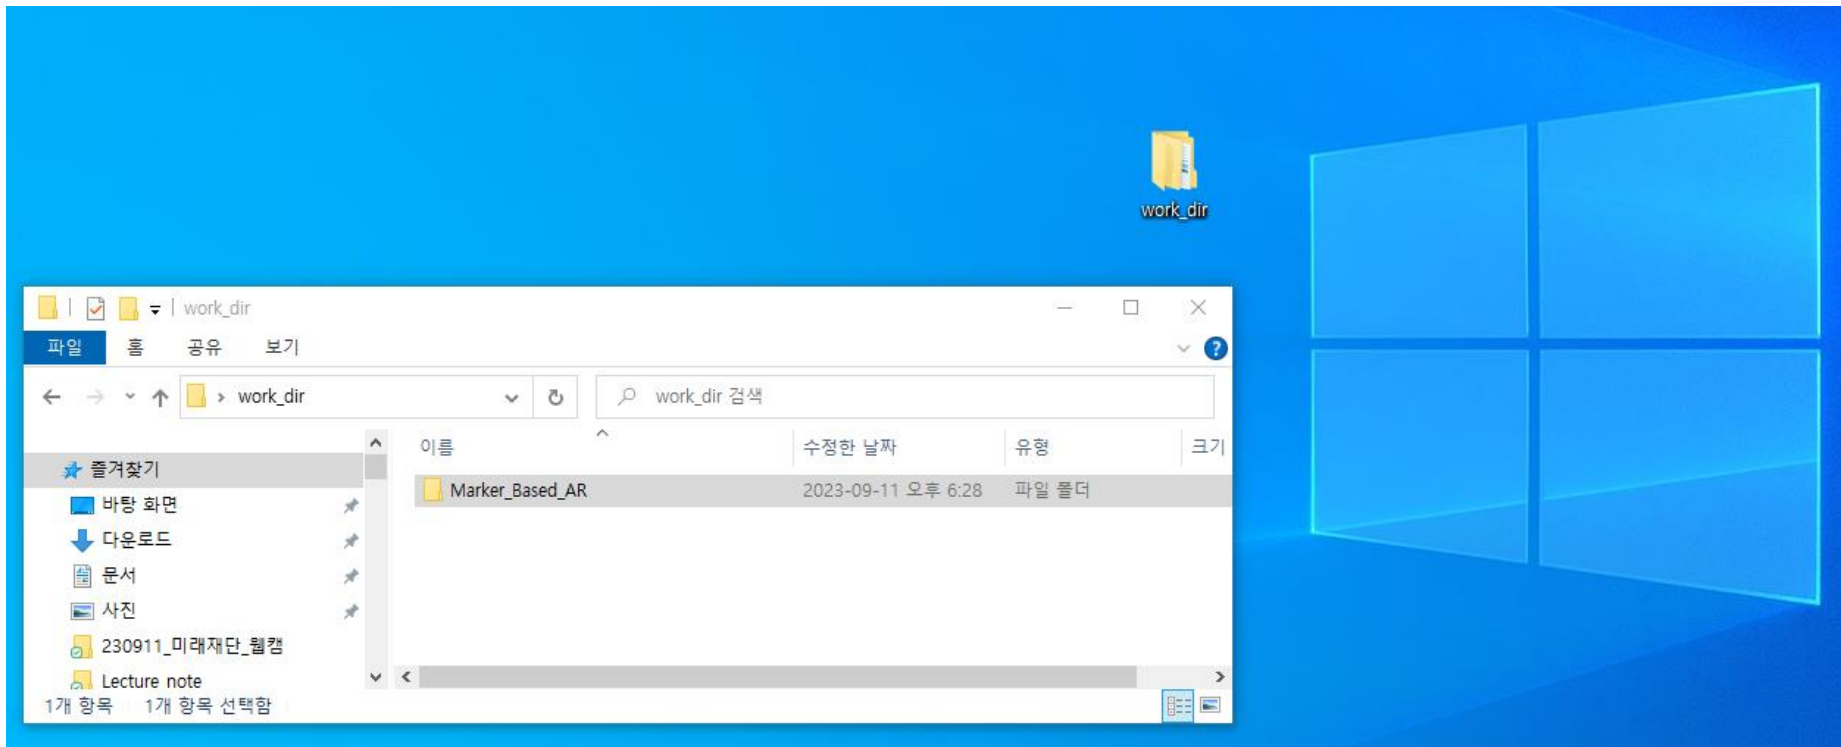 work_dir
work_dir
파일 홈 공유 보기
work_dir work_dir 검색
이름 수정한 날짜 유형 크기
즐겨찾기
Marker_Based_AR 2023-09-11 오후 6:28 파일 폴더
바탕 화면
다운로드
문서
사진
230911_미래재단_웹캠
Lecture note
1개 항목 1개 항목 선택함